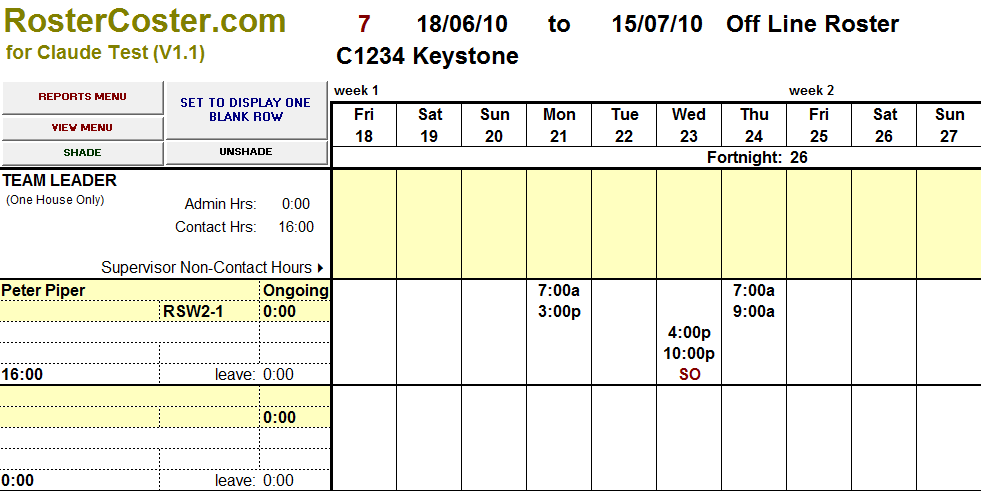 RosterCoster.com 7 18/06/10 to 15/07/10 Off Line Roster
for Claude Test (V1.1) C1234 Keystone
REPORTS MENU SET TO DISPLAY ONE BLANK ROW week 1 week 2
VIEW MENU Fri Sat Sun Mon Tue Wed Thu Fri Sat Sun
SHADE UNSHADE 18 19 20 21 22 23 24 25 26 27
Fortnight: 26
TEAM LEADER
(One House Only) Admin Hrs: 0:00
Contact Hrs: 16:00
Supervisor Non-Contact Hours
Peter Piper Ongoing 7:00a 7:00a
RSW2-1 0:00 3:00p 9:00a
4:00p
10:00p
16:00 leave: 0:00 SO
0:00
0:00 leave: 0:00